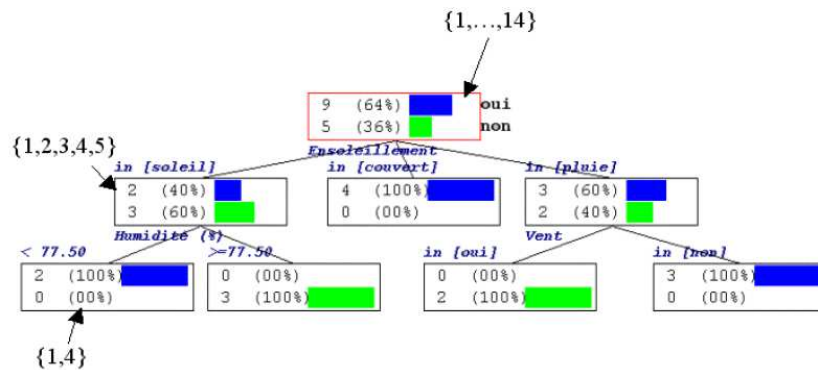 {1,...,14}
9 (64%) oui
5 (36%) non
{1,2,3,4,5}
Ensoleillement
in [soleil] in [couvert] in [pluie]
2 (40%) 4 (100%) 3 (60%)
3 (60%) 0 (00%) 2 (40%)
Humidité (%) Vent
< 77.50 >=77.50 in [oui] in [non]
2 (100%) 0 (00%) 0 (00%) 3 (100%)
0 (00%) 3 (100%) 2 (100%) 0 (00%)
{1,4}